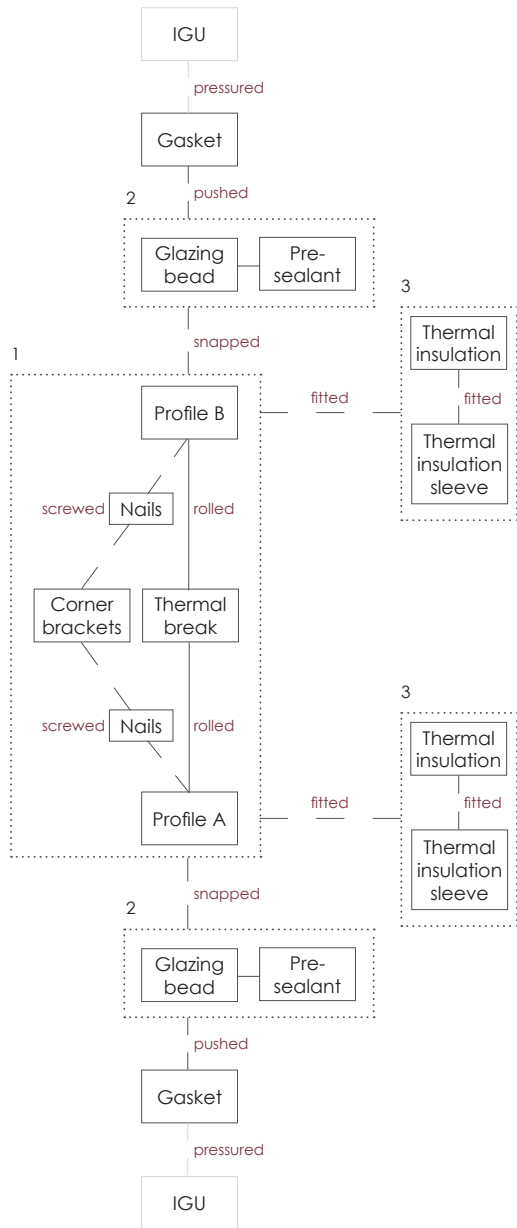 IGU
pressured
Gasket
pushed
2
Glazing
bead
Pre-
sealant
snapped
3
Thermal
insulation
fitted
Thermal
insulation
sleeve
1
Profile B
fitted
screwed
Nails
rolled
Corner
brackets
Thermal
break
screwed
Nails
rolled
Profile A
fitted
3
Thermal
insulation
fitted
Thermal
insulation
sleeve
snapped
2
Glazing
bead
Pre-
sealant
pushed
Gasket
pressured
IGU